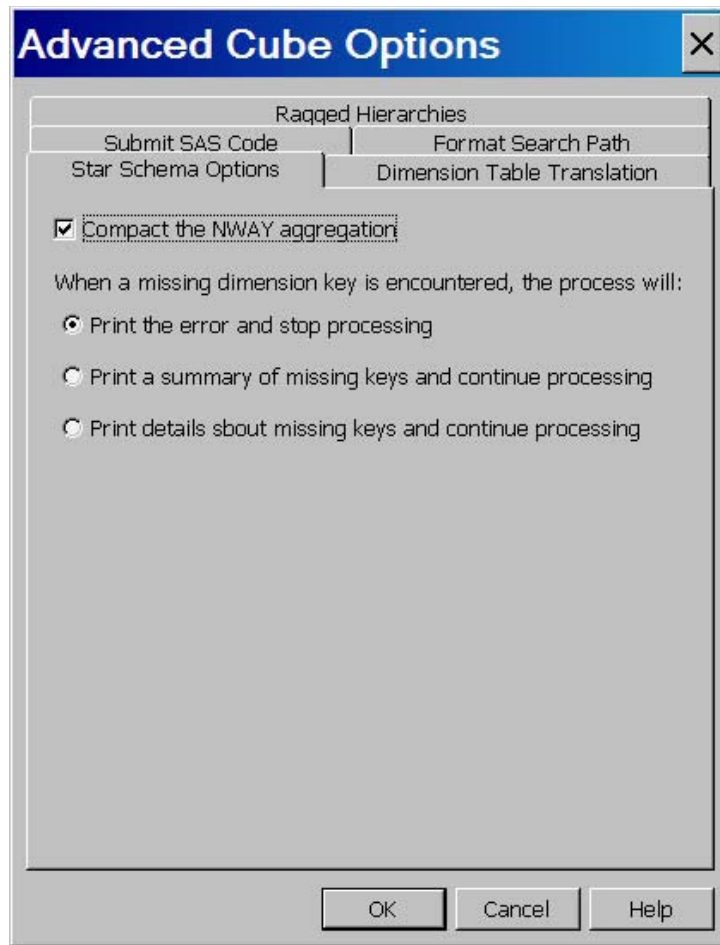 Advanced Cube Options
Raqqed Hierarchies
Submit SAS Code Format Search Path
Star Schema Options Dimension Table Translation
Compact the NWAY aggregation
When a missing dimension key is encountered, the process will:
Print the error and stop processing
Print a summary of missing keys and continue processing
Print details sbout missing keys and continue processing
OK Cancel Help